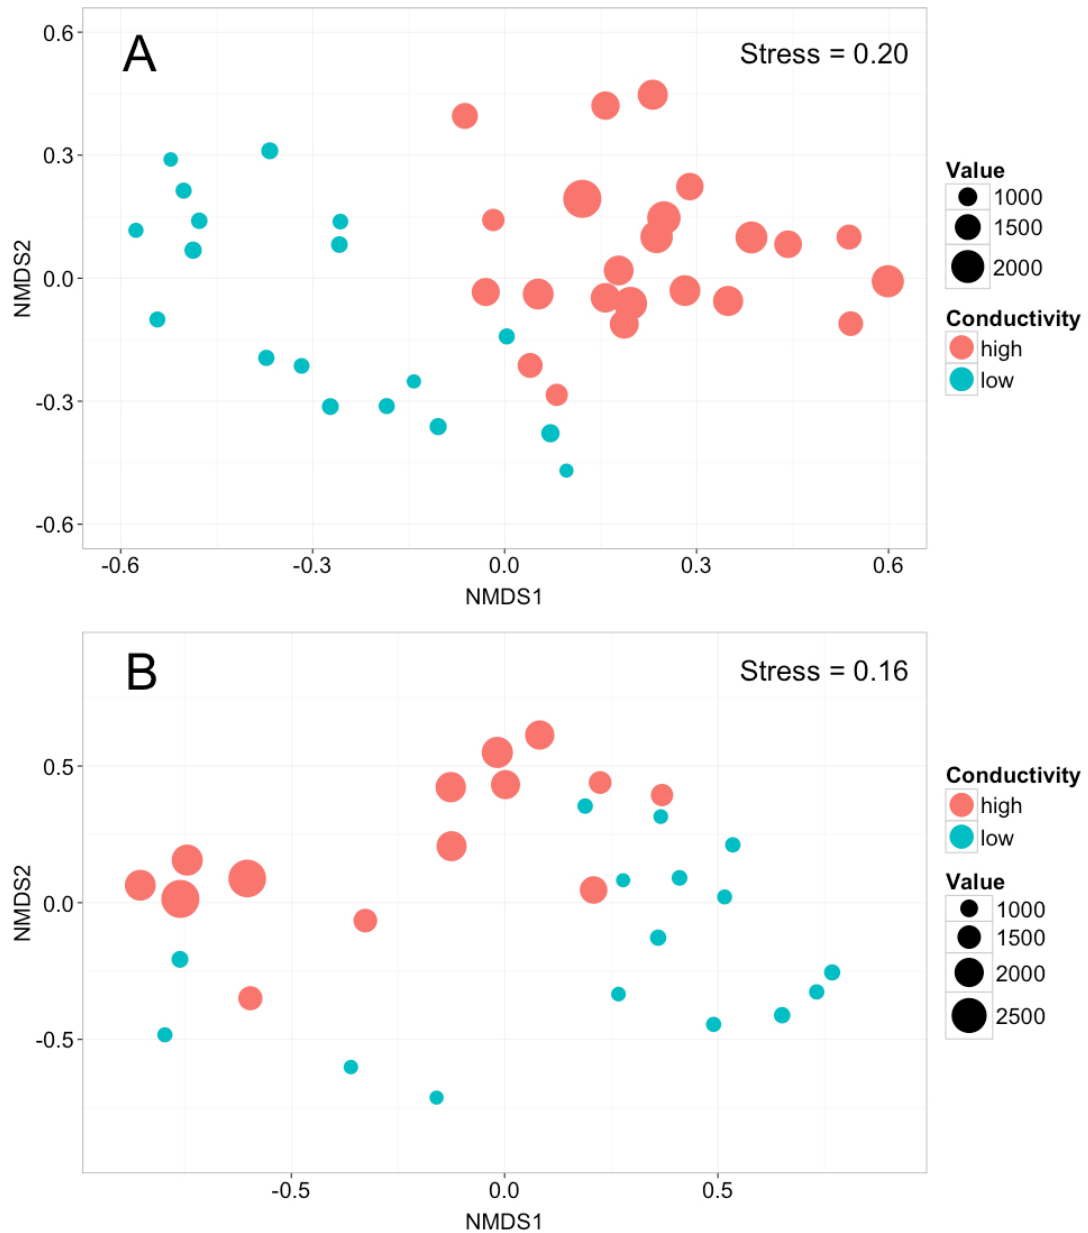 A
Stress = 0.20
0.6
0.3
0.0
-0.3
-0.6
NMDS2
-0.6 -0.3 0.0 0.3 0.6
NMDS1
Value
1000
1500
2000
Conductivity
high
low
B
Stress = 0.16
0.5
0.0
-0.5
NMDS2
-0.5 0.0 0.5
NMDS1
Conductivity
high
low
Value
1000
1500
2000
2500